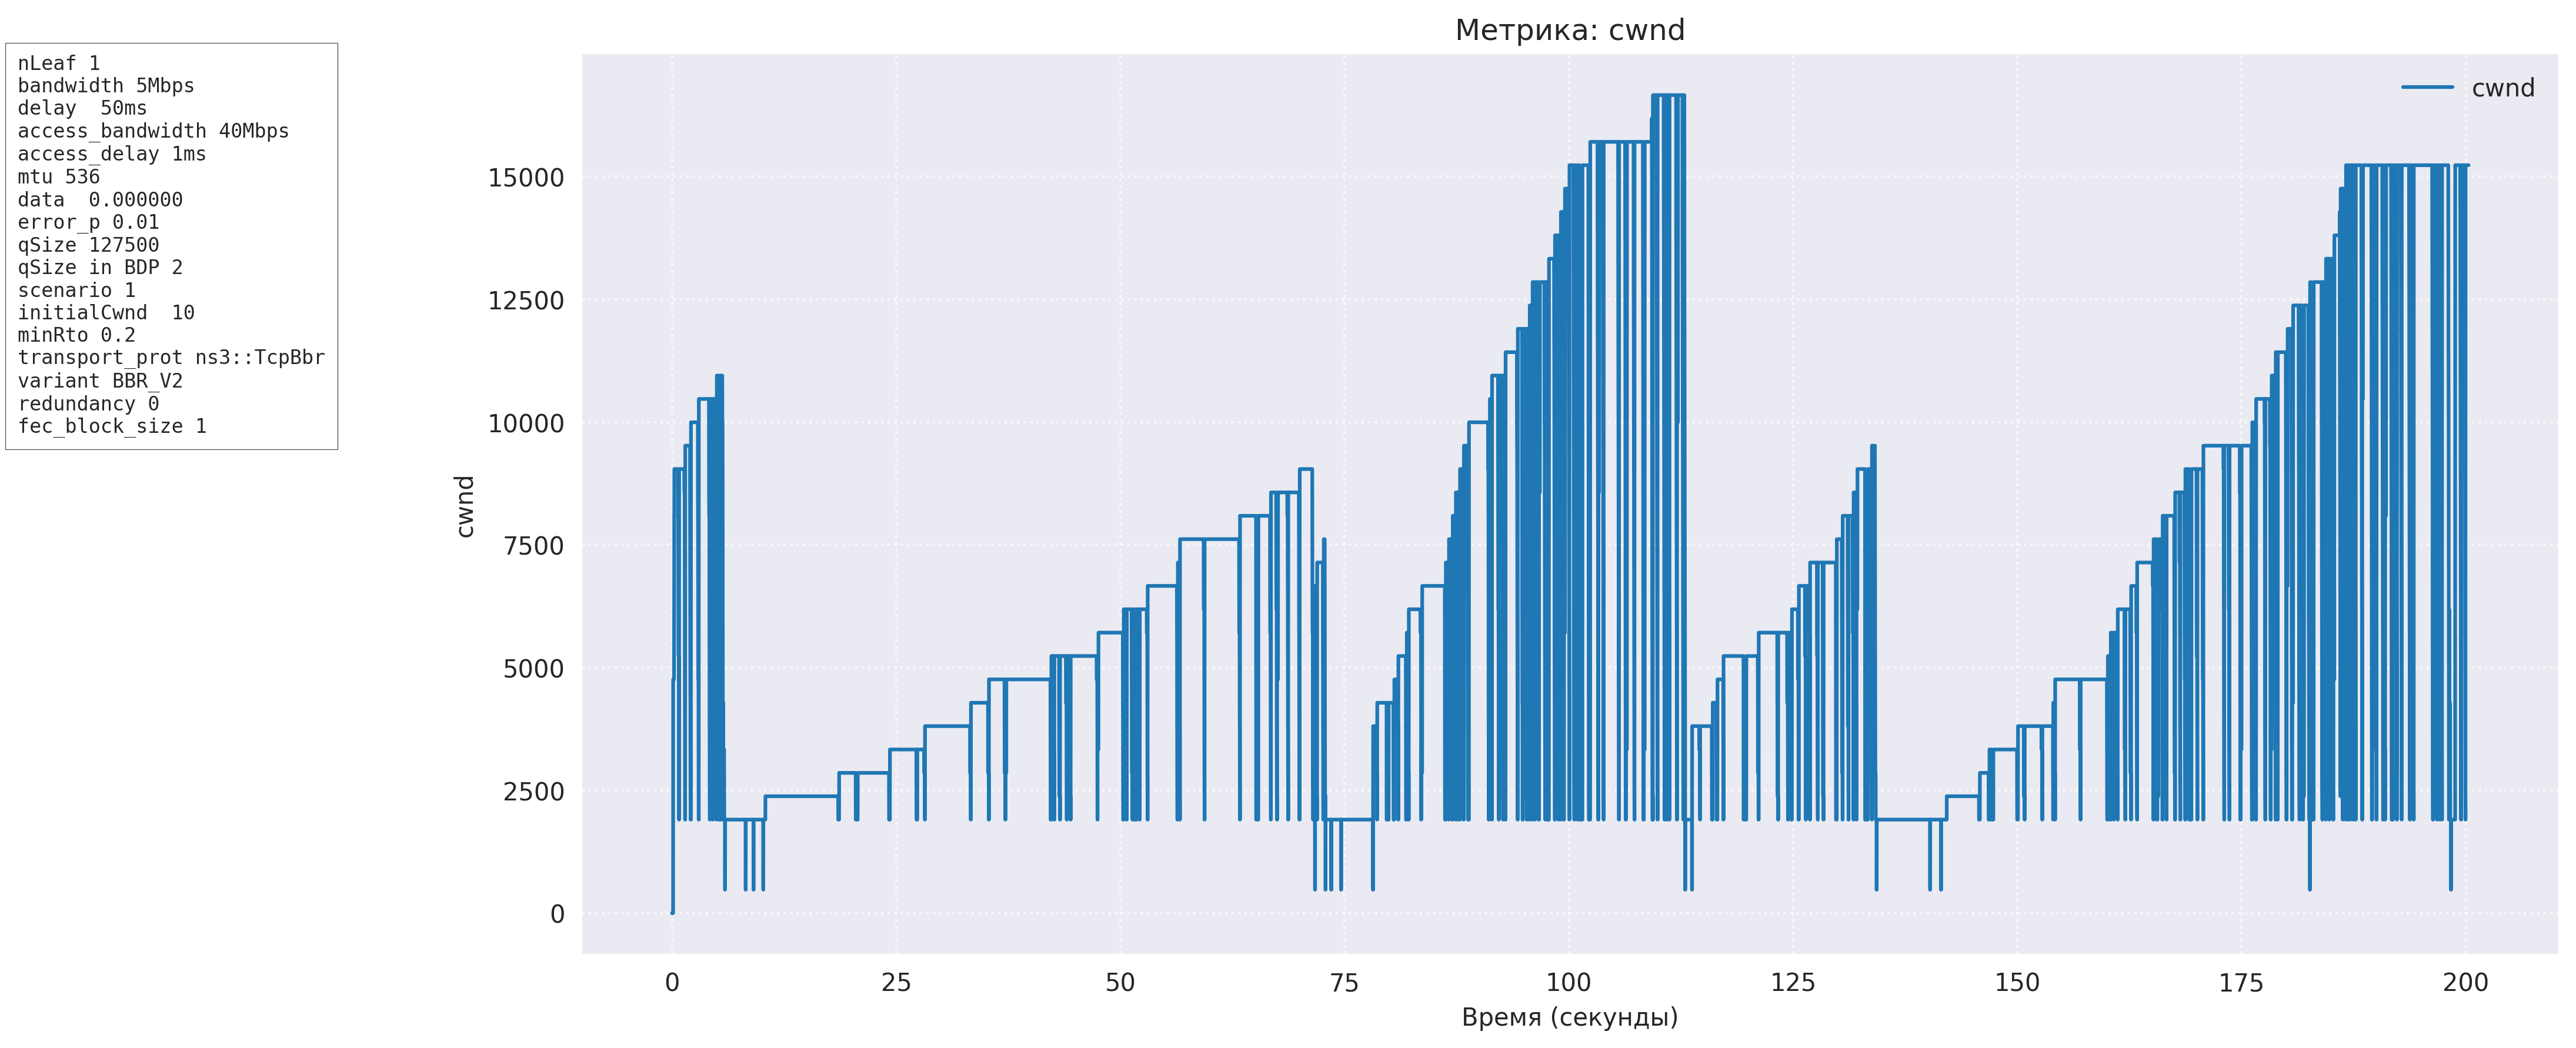 Метрика: cwnd
nLeaf 1
bandwidth 5Mbps
delay  50ms
access_bandwidth 40Mbps
access_delay 1ms
mtu 536
data  0.000000
error_p 0.01
qSize 127500
qSize in BDP 2
scenario 1
initialCwnd  10
minRto 0.2
transport_prot ns3::TcpBbr
variant BBR_V2
redundancy 0
fec_block_size 1
cwnd
15000
12500
10000
7500
5000
2500
0
cwnd
0 25 50 75 100 125 150 175 200
Время (секунды)